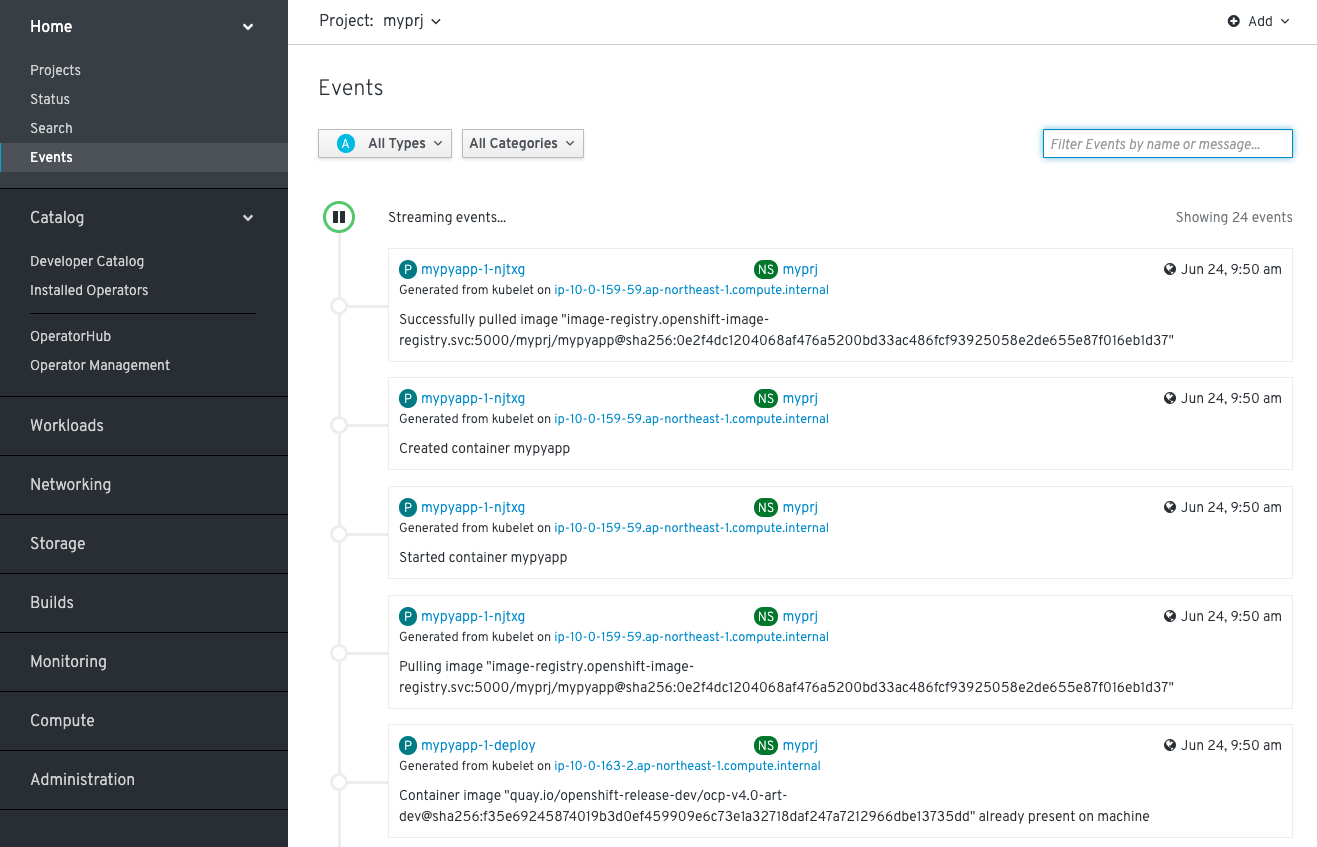 Home
Projects
Status
Search
Events
Catalog
Developer Catalog
Installed Operators
OperatorHub
Operator Management
Workloads
Networking
Storage
Builds
Monitoring
Compute
Administration
Project: myprj
Add
Events
A All Types
All Categories
Filter Events by name or message...
Streaming events...
Showing 24 events
P mypyapp-1-njtxg NS myprj Jun 24, 9:50 am
Generated from kubelet on ip-10-0-159-59.ap-northeast-1.compute.internal
Successfully pulled image "image-registry.openshift-image-
registry.svc:5000/myprj/mypyapp@sha256:0e2f4dc1204068af476a5200bd33ac486fcf93925058e2de655e87f016eb1d37"
P mypyapp-1-njtxg NS myprj Jun 24, 9:50 am
Generated from kubelet on ip-10-0-159-59.ap-northeast-1.compute.internal
Created container mypyapp
P mypyapp-1-njtxg NS myprj Jun 24, 9:50 am
Generated from kubelet on ip-10-0-159-59.ap-northeast-1.compute.internal
Started container mypyapp
P mypyapp-1-njtxg NS myprj Jun 24, 9:50 am
Generated from kubelet on ip-10-0-159-59.ap-northeast-1.compute.internal
Pulling image "image-registry.openshift-image-
registry.svc:5000/myprj/mypyapp@sha256:0e2f4dc1204068af476a5200bd33ac486fcf93925058e2de655e87f016eb1d37"
P mypyapp-1-deploy NS myprj Jun 24, 9:50 am
Generated from kubelet on ip-10-0-163-2.ap-northeast-1.compute.internal
Container image "quay.io/openshift-release-dev/ocp-v4.0-art-
dev@sha256:f35e69245874019b3d0ef459909e6c73e1a32718daf247a7212966dbe13735dd" already present on machine